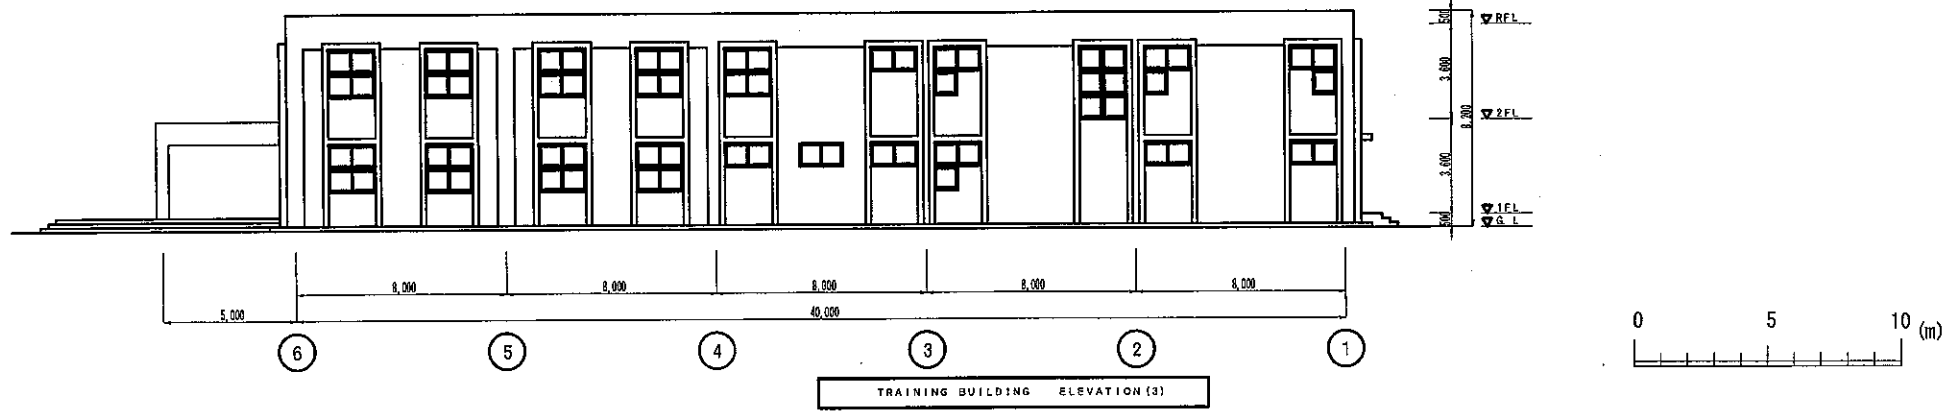 500
RFL
3,600
8,200
2FL
3,600
1FL
500
G L
8,000 8,000 8,000 8,000 8,000
5,000 40,000
6 5 4 3 2 1
0 5 10 (m)
TRAINING BUILDING ELEVATION(3)